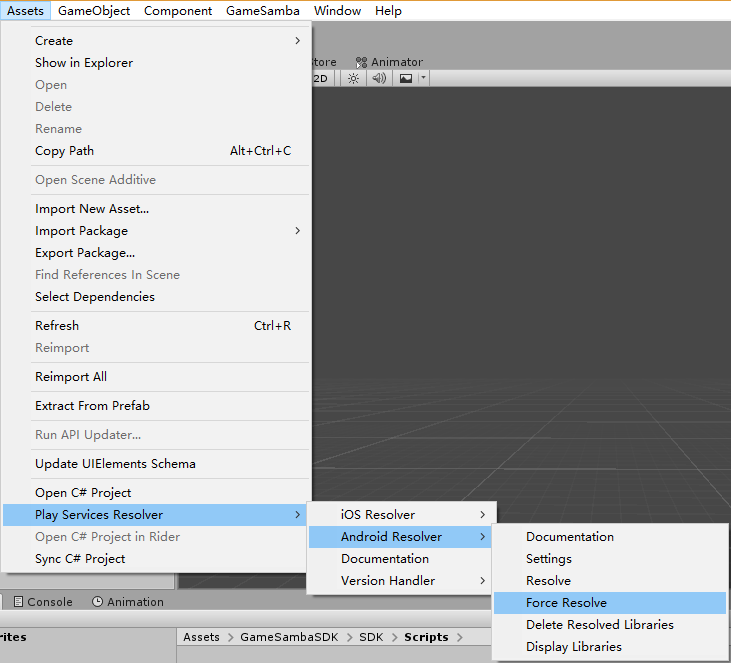 Assets GameObject Component GameSamba Window Help
Create
Show in Explorer
Open
Delete
Rename
Copy Path Alt+Ctrl+C
Open Scene Additive
Import New Asset...
Import Package
Export Package...
Find References In Scene
Select Dependencies
Refresh Ctrl+R
Reimport
Reimport All
Extract From Prefab
Run API Updater...
Update UIElements Schema
Open C# Project
Play Services Resolver
Open C# Project in Rider
Sync C# Project
iOS Resolver
Android Resolver
Documentation
Version Handler
Documentation
Settings
Resolve
Force Resolve
Delete Resolved Libraries
Display Libraries
tore Animator
2D
Console Animation
rites
Assets > GameSambaSDK > SDK > Scripts >